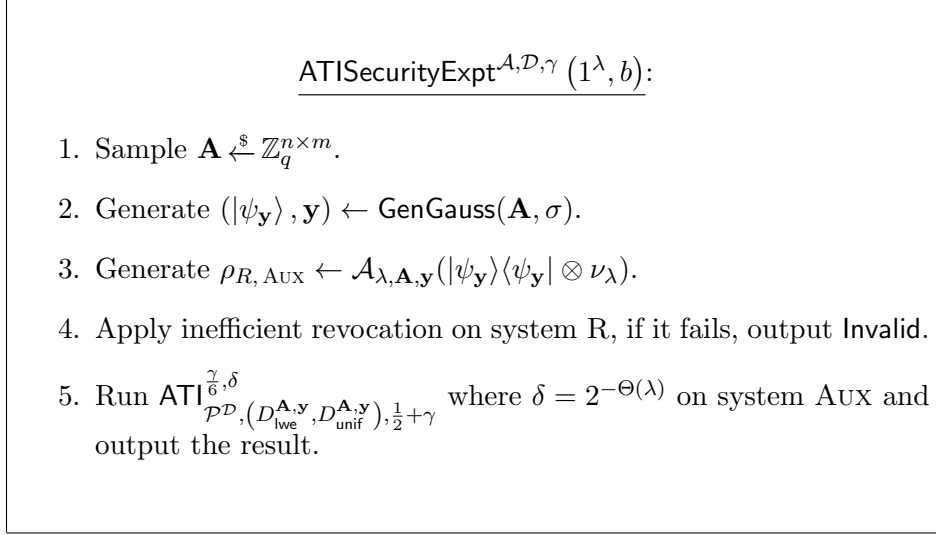 ATISecurityExpt^{𝒜,𝒟,γ} (1^λ, b):
1. Sample 𝐀 ←$ ℤ_q^{n×m}.
2. Generate (|ψ_𝐲⟩, 𝐲) ← GenGauss(𝐀, σ).
3. Generate ρ_{R, Aux} ← 𝒜_{λ,𝐀,𝐲}(|ψ_𝐲⟩⟨ψ_𝐲| ⊗ ν_λ).
4. Apply inefficient revocation on system R, if it fails, output Invalid.
5. Run ATI^{γ/6,δ}_{𝒫^𝒟,(D_lwe^{𝐀,𝐲},D_unif^{𝐀,𝐲}),1/2+γ} where δ = 2^{−Θ(λ)} on system Aux and
output the result.